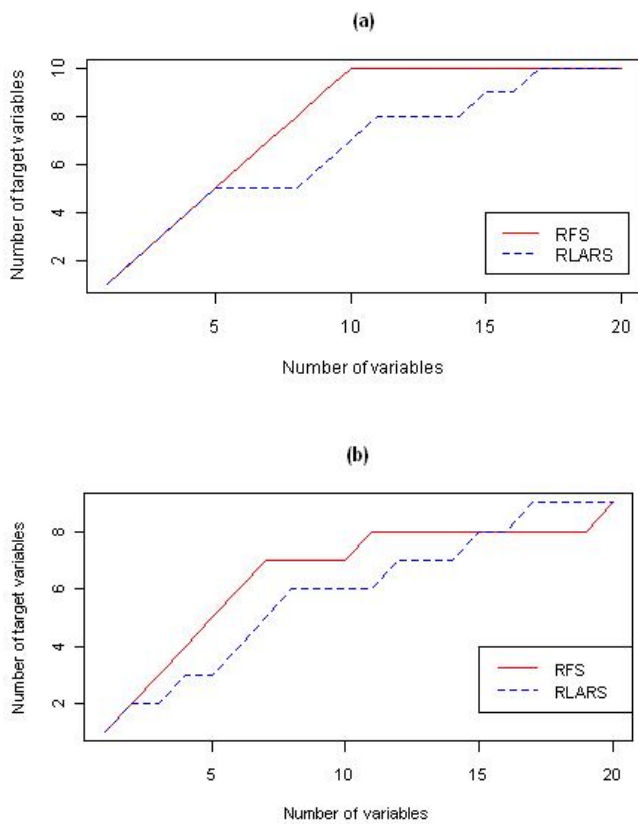 (a)
Number of target variables
10
8
6
4
2
RFS
RLARS
5
10
15
20
Number of variables
(b)
Number of target variables
8
6
4
2
RFS
RLARS
5
10
15
20
Number of variables